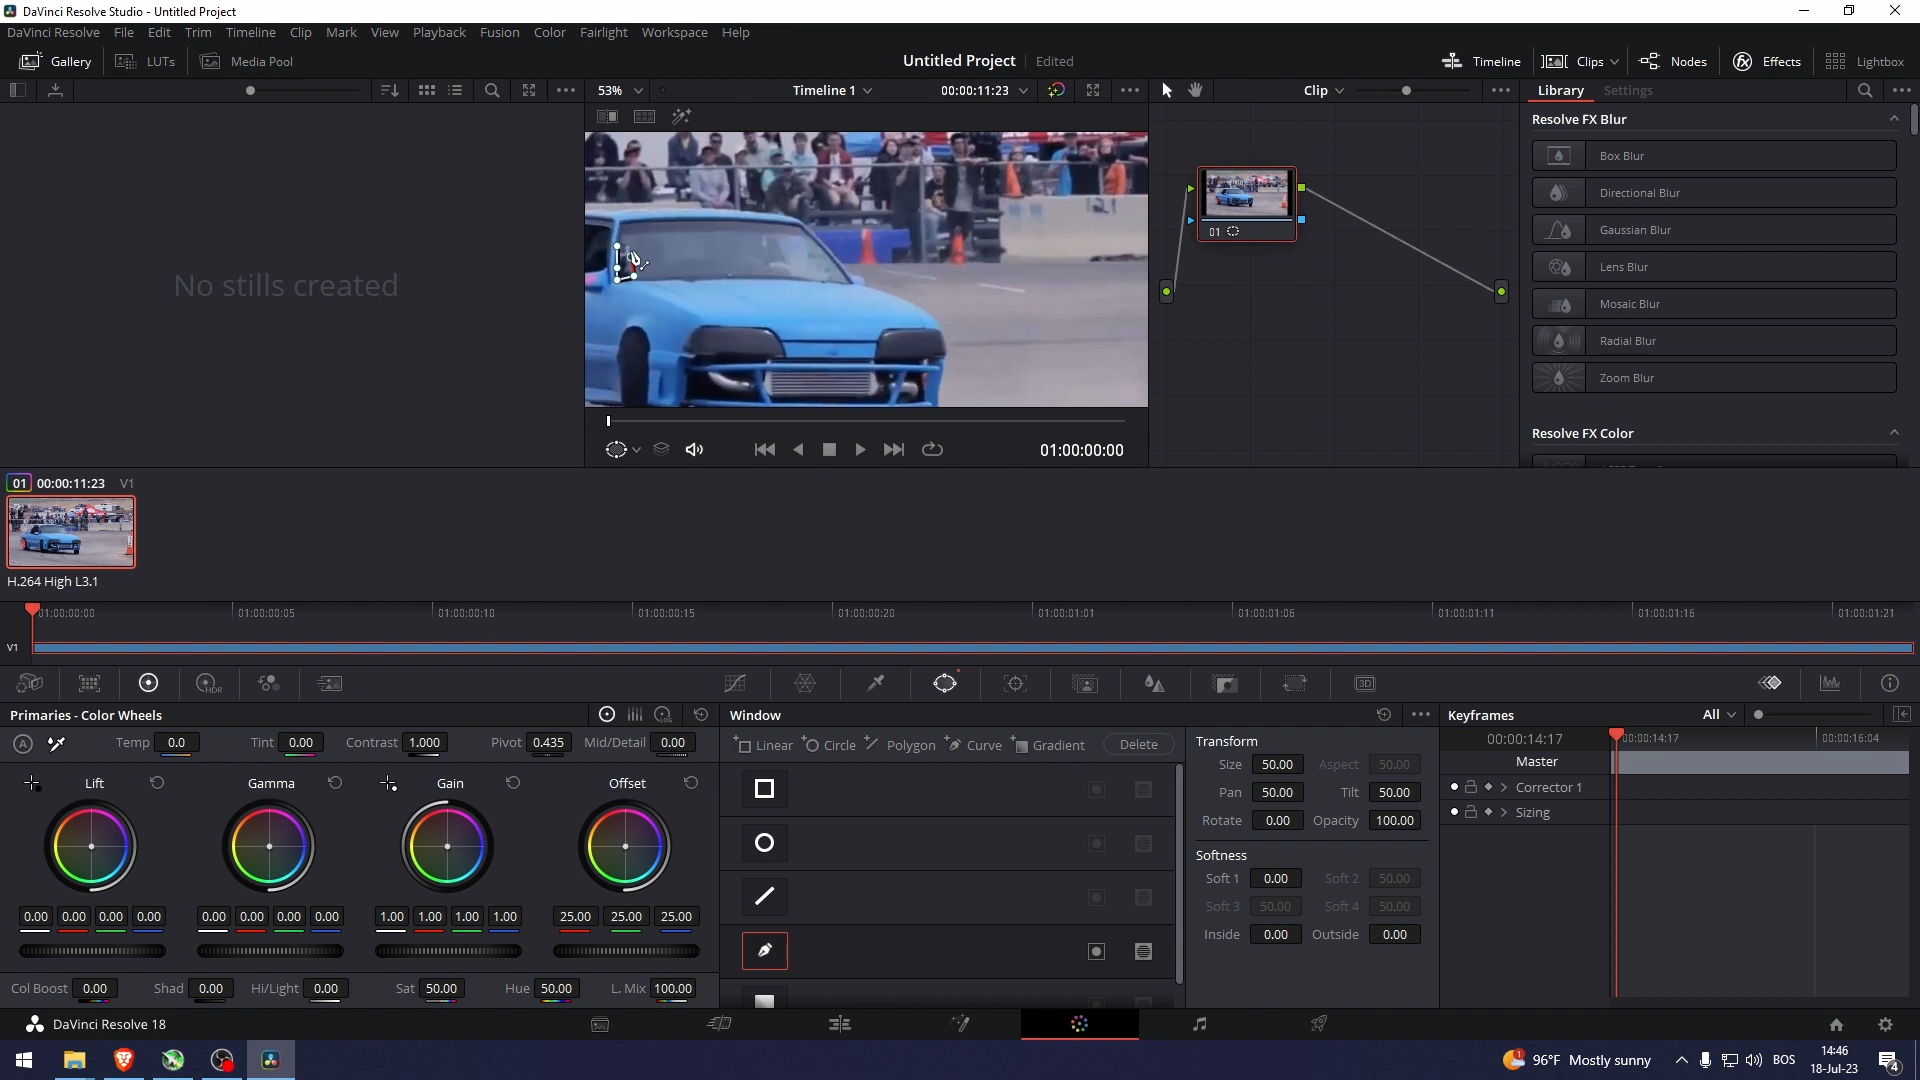 DaVinci Resolve Studio - Untitled Project
DaVinci Resolve File Edit Trim Timeline Clip Mark View Playback Fusion Color Fairlight Workspace Help
Gallery LUTs Media Pool Untitled Project Edited Timeline Clips Nodes Effects Lightbox
53% Timeline 1 00:00:11:23 Clip Library Settings
Resolve FX Blur
Box Blur
Directional Blur
Gaussian Blur
Lens Blur
Mosaic Blur
Radial Blur
Zoom Blur
Resolve FX Color
No stills created
01
01:00:00:00
01 00:00:11:23 V1
H.264 High L3.1
01:00:00:00 01:00:00:05 01:00:00:10 01:00:00:15 01:00:00:20 01:00:01:01 01:00:01:06 01:00:01:11 01:00:01:16 01:00:01:21
V1
HDR 3D
Primaries - Color Wheels LOG
A Temp 0.0 Tint 0.00 Contrast 1.000 Pivot 0.435 Mid/Detail 0.00
Lift Gamma Gain Offset
0.00 0.00 0.00 0.00 0.00 0.00 0.00 0.00 1.00 1.00 1.00 1.00 25.00 25.00 25.00
Col Boost 0.00 Shad 0.00 Hi/Light 0.00 Sat 50.00 Hue 50.00 L. Mix 100.00
Window
Linear Circle Polygon Curve Gradient Delete
Transform
Size 50.00 Aspect 50.00
Pan 50.00 Tilt 50.00
Rotate 0.00 Opacity 100.00
Softness
Soft 1 0.00 Soft 2 50.00
Soft 3 50.00 Soft 4 50.00
Inside 0.00 Outside 0.00
Keyframes All
00:00:14:17 00:00:14:17 00:00:16:04
Master
Corrector 1
Sizing
DaVinci Resolve 18
1 96°F Mostly sunny BOS 14:46
18-Jul-23 4